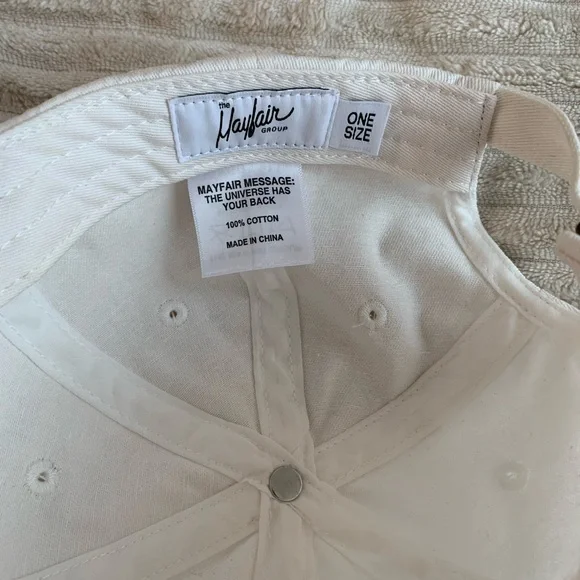 the
Mayfair
GROUP
ONE
SIZE
MAYFAIR MESSAGE:
THE UNIVERSE HAS
YOUR BACK
100% COTTON
MADE IN CHINA